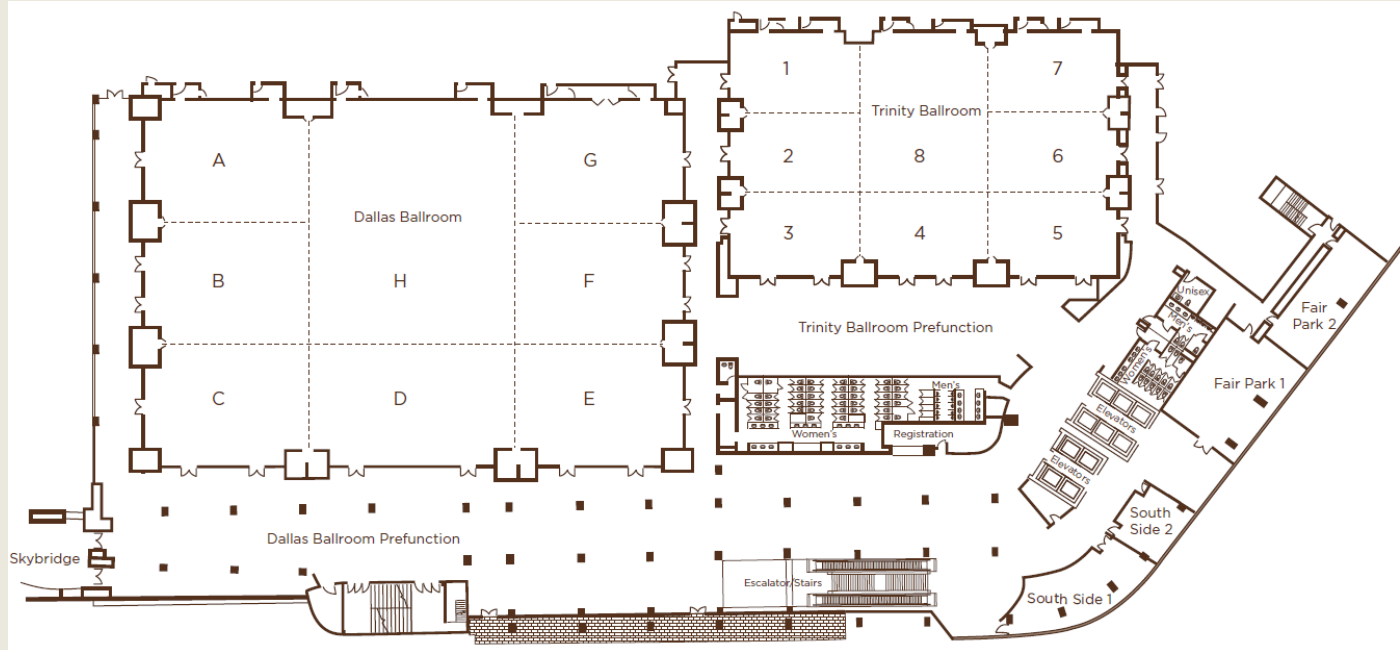 1
7
Trinity Ballroom
2
8
6
3
4
5
A
G
Dallas Ballroom
B
H
F
C
D
E
Trinity Ballroom Prefunction
Unisex
Men's
Women's
Fair
Park 2
Fair Park 1
Elevators
Elevators
Men's
Women's
Registration
South
Side 2
South Side 1
Dallas Ballroom Prefunction
Skybridge
Escalator/Stairs